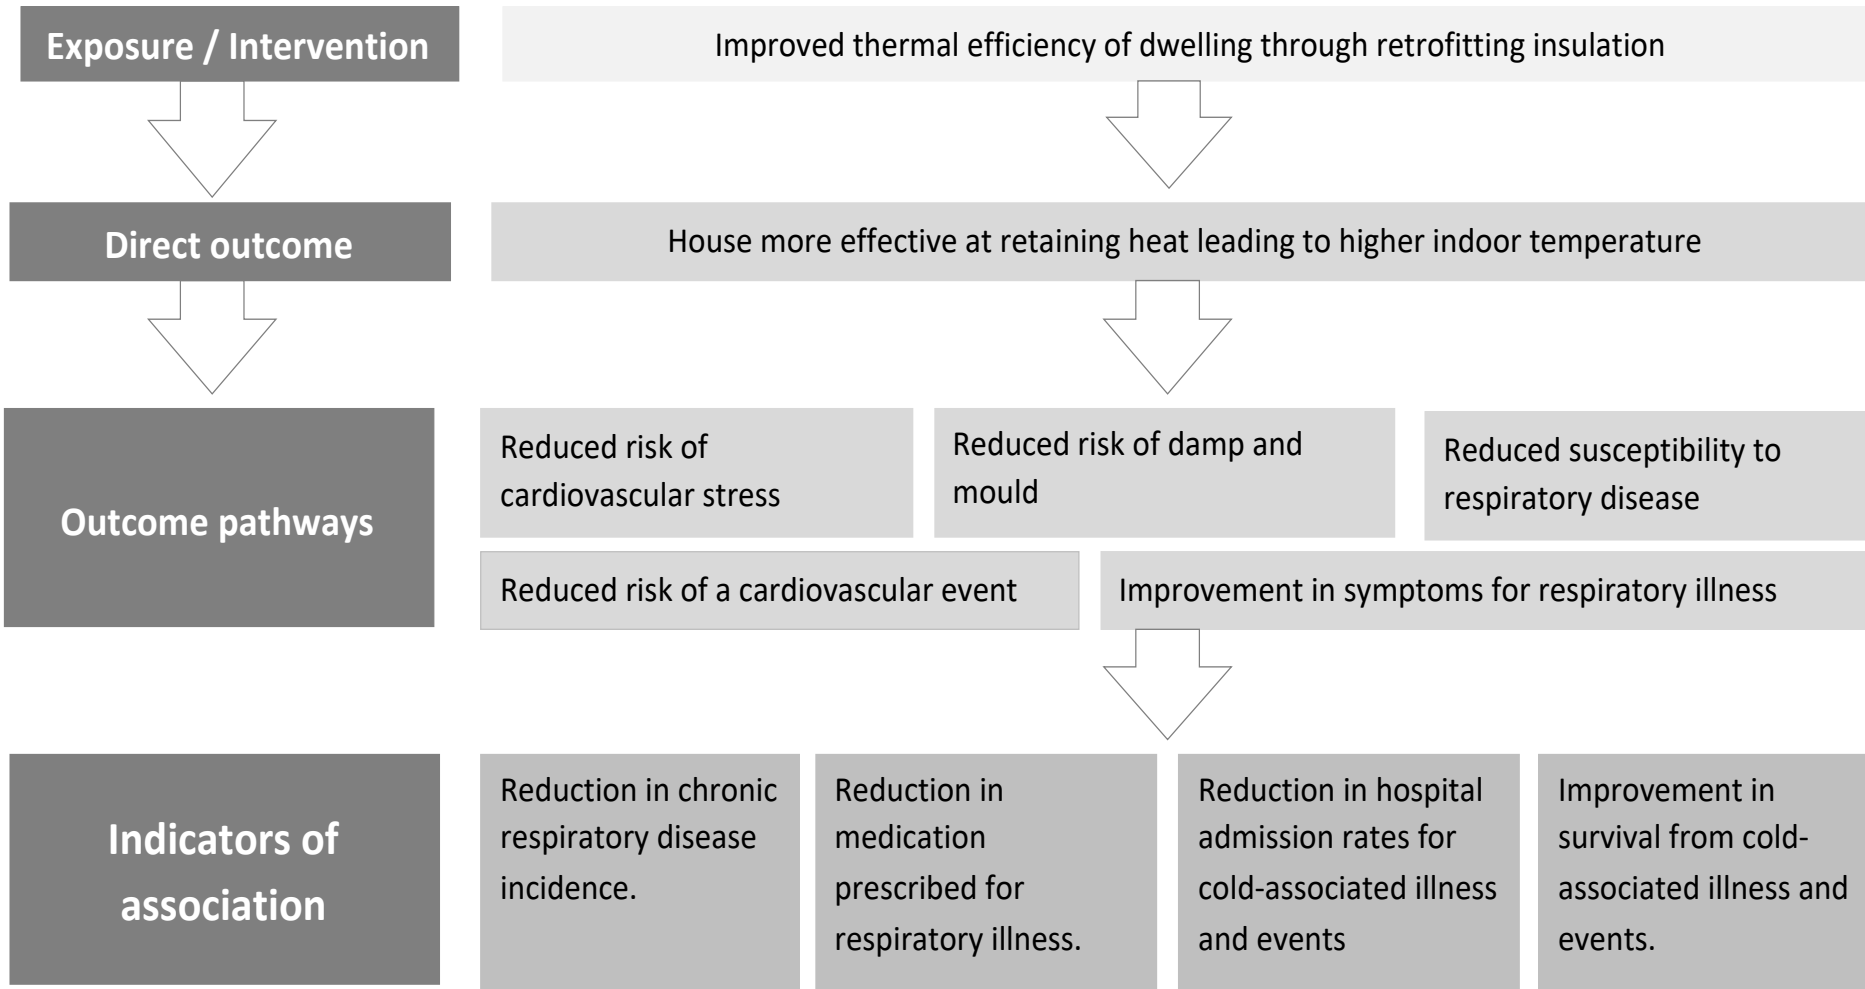 Exposure / Intervention
Improved thermal efficiency of dwelling through retrofitting insulation
Direct outcome
House more effective at retaining heat leading to higher indoor temperature
Outcome pathways
Reduced risk of
cardiovascular stress
Reduced risk of damp and
mould
Reduced susceptibility to
respiratory disease
Reduced risk of a cardiovascular event
Improvement in symptoms for respiratory illness
Indicators of
association
Reduction in chronic
respiratory disease
incidence.
Reduction in
medication
prescribed for
respiratory illness.
Reduction in hospital
admission rates for
cold-associated illness
and events
Improvement in
survival from cold-
associated illness and
events.